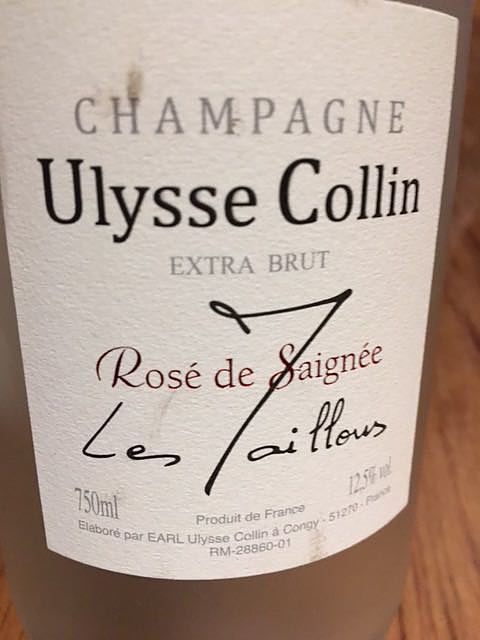 CHAMPAGNE
Ulysse Collin
EXTRA BRUT
Rosé de Saignée
Les Maillons
750ml
Produit de France
12,5% vol.
Elaboré par EARL Ulysse Collin à Congy - 51270 - France
RM-28860-01